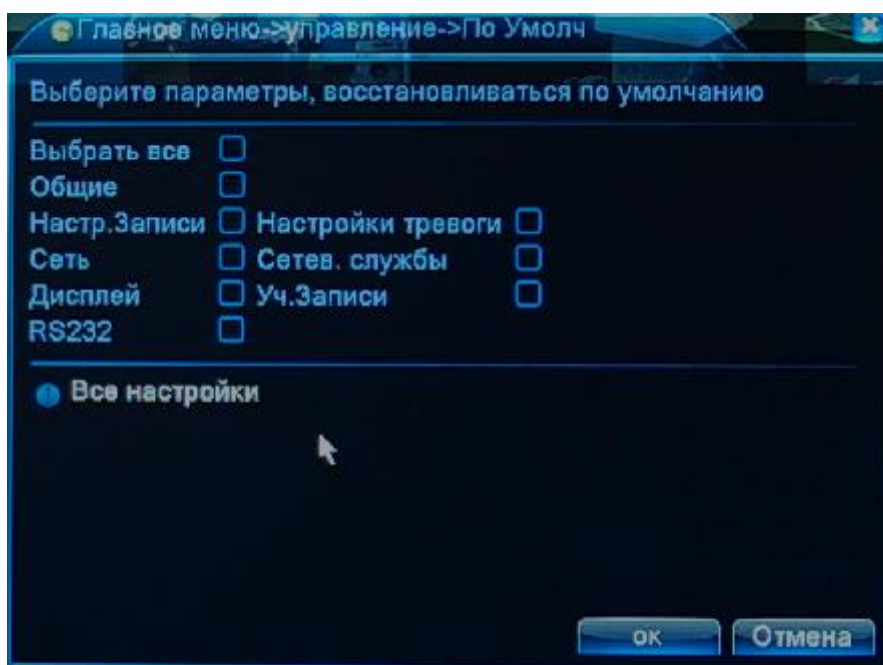 Главное меню->управление->По Умолч
Выберите параметры, восстановливаться по умолчанию
Выбрать все
Общие
Настр.Записи Настройки тревоги
Сеть Сетев. службы
Дисплей Уч.Записи
RS232
Все настройки
ок Отмена